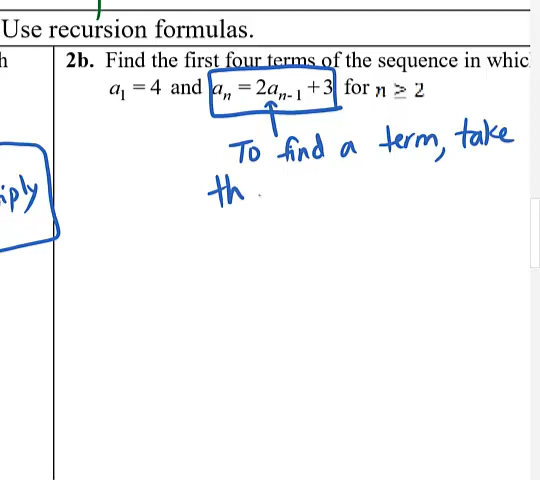 Use recursion formulas.
h 2b. Find the first four terms of the sequence in whic
a₁ = 4 and aₙ = 2aₙ₋₁ + 3 for n ≥ 2
To find a term, take
iply th